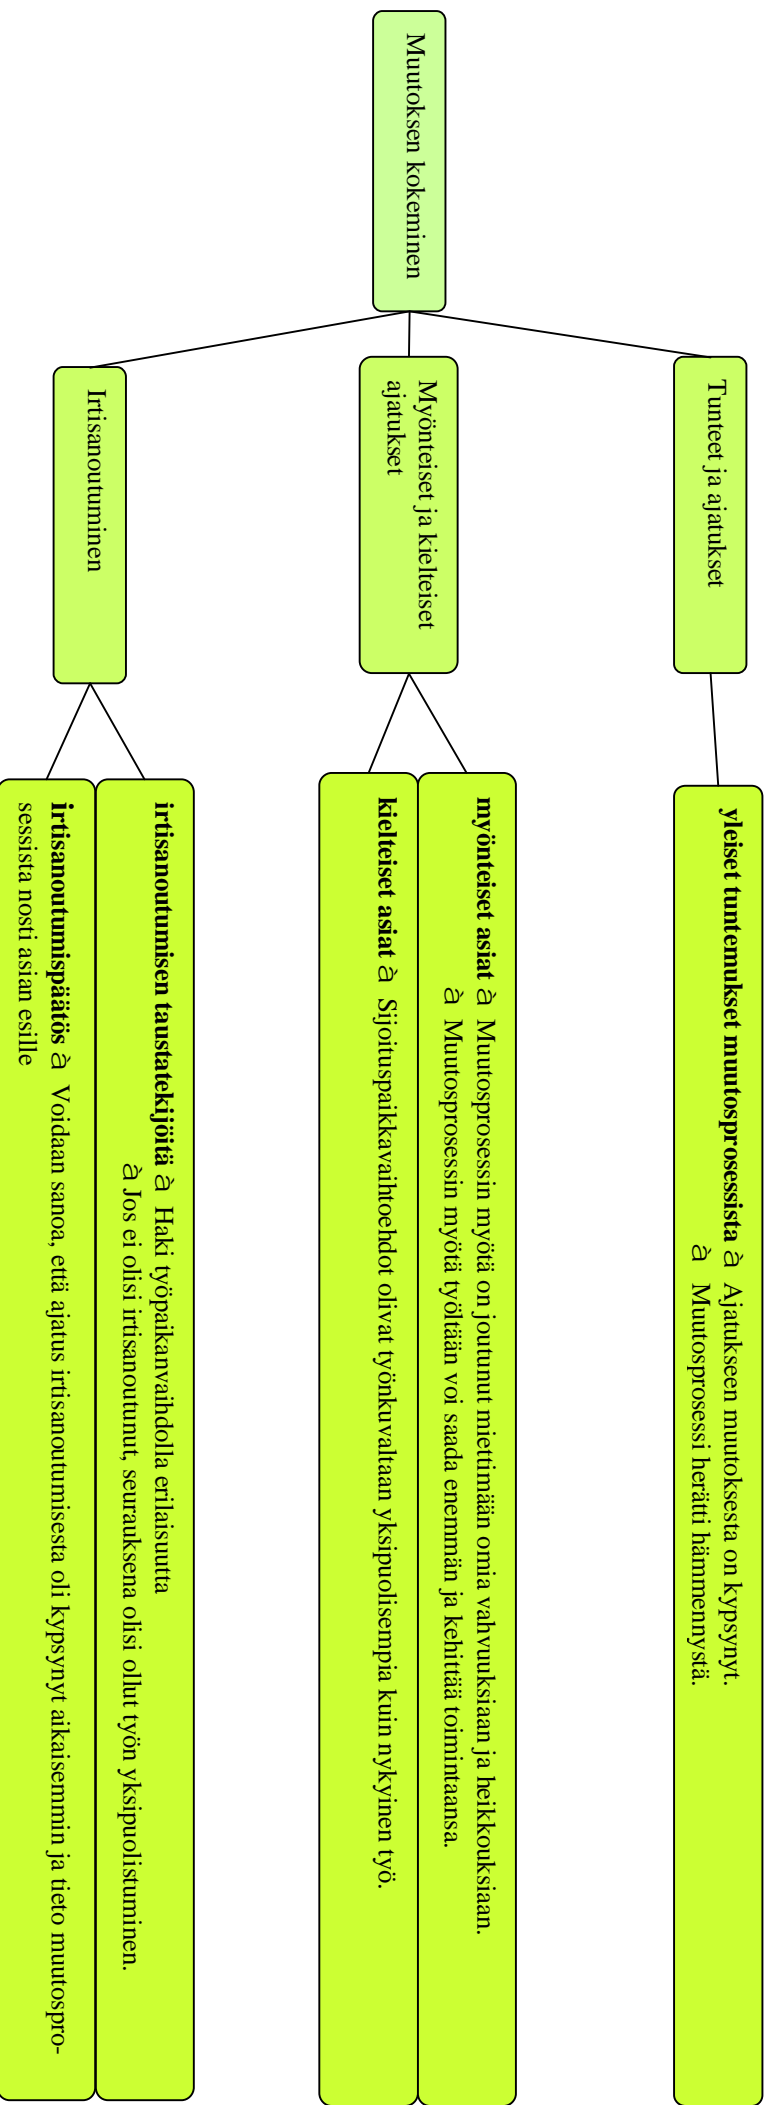 Muutoksen kokeminen
Tunteet ja ajatukset
yleiset tuntemukset muutosprosessista à Ajatukseen muutoksesta on kypsynyt.
à Muutosprosessi herätti hämmennystä.
Myönteiset ja kielteiset
ajatukset
myönteiset asiat à Muutosprosessin myötä on joutunut miettimään omia vahvuuksiaan ja heikkouksiaan.
à Muutosprosessin myötä työltään voi saada enemmän ja kehittää toimintaansa.
kielteiset asiat à Sijoituspaikkavaihtoehdot olivat työnkuvaltaan yksipuolisempia kuin nykyinen työ.
Irtisanoutuminen
irtisanoutumisen taustatekijöitä à Haki työpaikanvaihdolla erilaisuutta
à Jos ei olisi irtisanoutunut, seurauksena olisi ollut työn yksipuolistuminen.
irtisanoutumispäätös à Voidaan sanoa, että ajatus irtisanoutumisesta oli kypsynyt aikaisemmin ja tieto muutospro-
sessista nosti asian esille